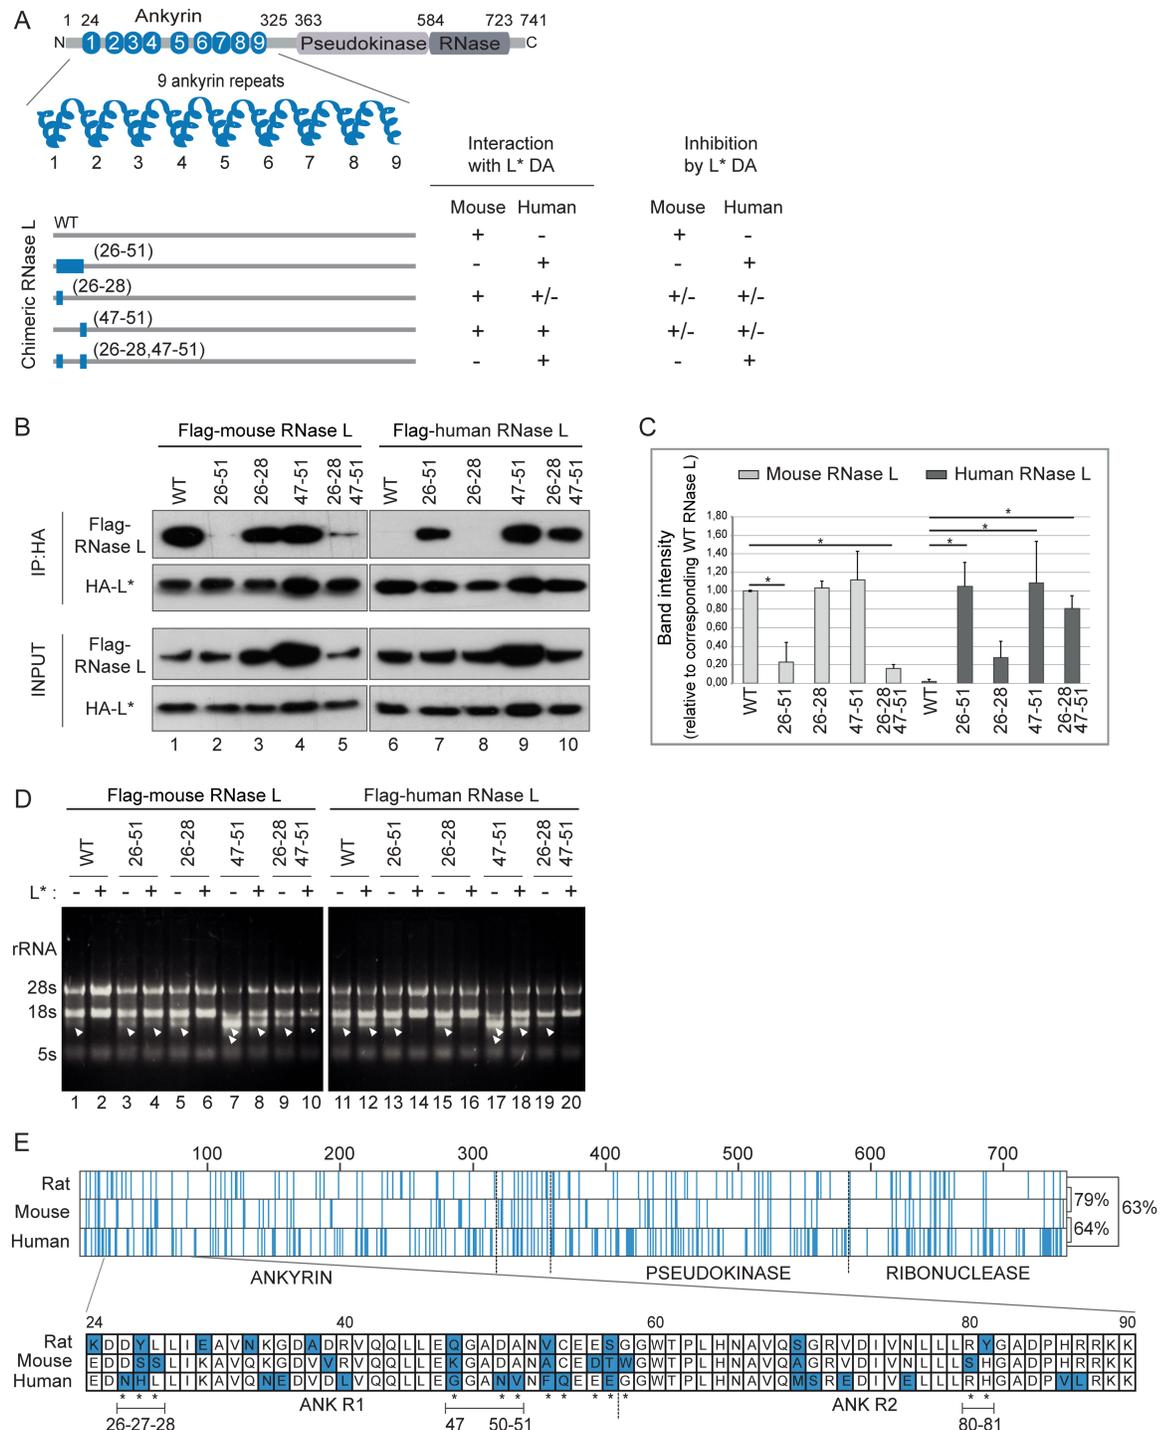 A
1 24 Ankyrin 325 363 584 723 741
N 1 2 3 4 5 6 7 8 9 Pseudokinase RNase C
9 ankyrin repeats
1 2 3 4 5 6 7 8 9
Interaction with L* DA
Inhibition by L* DA
Mouse Human Mouse Human
Chimeric RNase L
WT + - + -
(26-51) - + - +
(26-28) + +/- +/- +/-
(47-51) + + +/- +/-
(26-28,47-51) - + - +
B
Flag-mouse RNase L Flag-human RNase L
WT 26-51 26-28 47-51 26-28 47-51 WT 26-51 26-28 47-51 26-28 47-51
IP:HA
Flag-RNase L
HA-L*
INPUT
Flag-RNase L
HA-L*
1 2 3 4 5 6 7 8 9 10
C
Mouse RNase L Human RNase L
Band intensity
(relative to corresponding WT RNase L)
1,80
1,60
1,40
1,20
1,00
0,80
0,60
0,40
0,20
0,00
* * * * *
WT 26-51 26-28 47-51 26-28 47-51 WT 26-51 26-28 47-51 26-28 47-51
D
Flag-mouse RNase L Flag-human RNase L
WT 26-51 26-28 47-51 26-28 47-51 WT 26-51 26-28 47-51 26-28 47-51
L* : - + - + - + - + - + - + - + - + - + - +
rRNA
28s
18s
5s
1 2 3 4 5 6 7 8 9 10 11 12 13 14 15 16 17 18 19 20
E
100 200 300 400 500 600 700
Rat
Mouse
Human
79%
64%
63%
ANKYRIN PSEUDOKINASE RIBONUCLEASE
24 40 60 80 90
Rat KDDYLLIEAVNKGDADRVQQLLEQGADANVCEESGGWTPLHNAVQSGRVDIVNLLLRYGADPHRRKK
Mouse EDDSSLIKAVQKGDVVRVQQLLEKGADANACEDTWGWTPLHNAVQAGRVDIVNLLLSHGADPHRRKK
Human EDNHLLIKAVQNEDVDLVQQLLEGGANVNFQEEEGGWTPLHNAVQMSREDIVELLLRHGADPVLRKK
* * * * * * * * * * * *
ANK R1 ANK R2
26-27-28 47 50-51 80-81